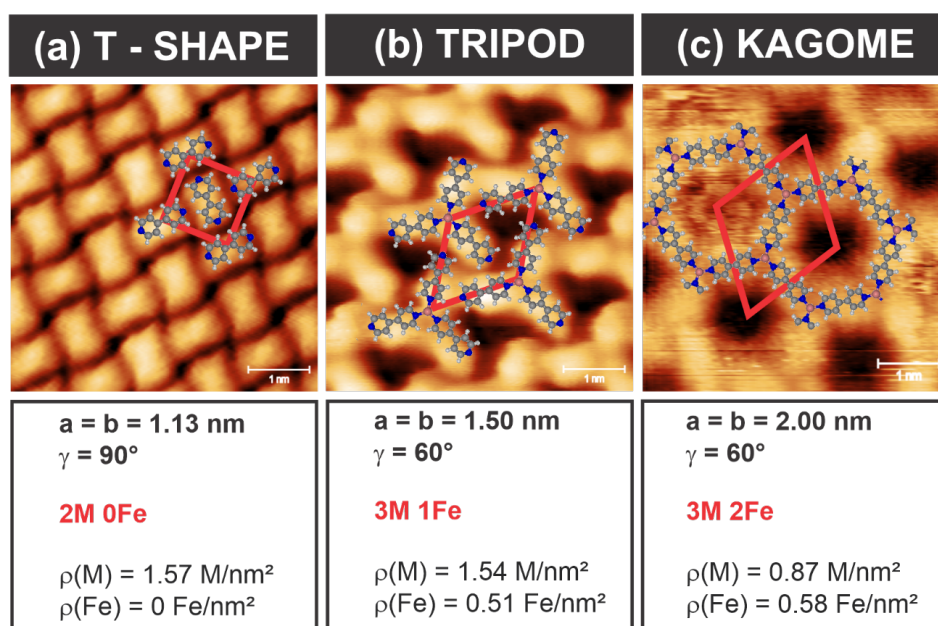 (a) T - SHAPE
(b) TRIPOD
(c) KAGOME
1 nm
1 nm
1 nm
a = b = 1.13 nm
γ = 90°
2M 0Fe
ρ(M) = 1.57 M/nm²
ρ(Fe) = 0 Fe/nm²
a = b = 1.50 nm
γ = 60°
3M 1Fe
ρ(M) = 1.54 M/nm²
ρ(Fe) = 0.51 Fe/nm²
a = b = 2.00 nm
γ = 60°
3M 2Fe
ρ(M) = 0.87 M/nm²
ρ(Fe) = 0.58 Fe/nm²